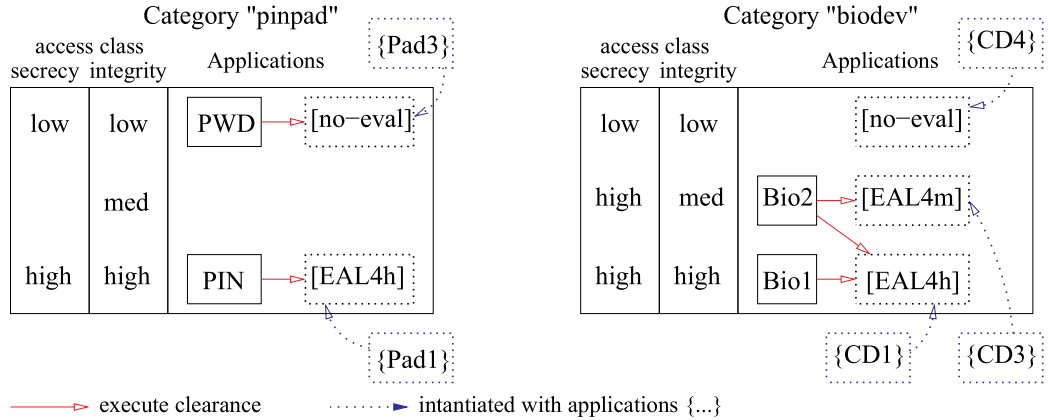 Category "pinpad"
access class
secrecy integrity
Applications
{Pad3}
low low PWD [no−eval]
med
high high PIN [EAL4h]
{Pad1}
Category "biodev"
access class
secrecy integrity
Applications
{CD4}
low low [no−eval]
high med Bio2 [EAL4m]
high high Bio1 [EAL4h]
{CD1} {CD3}
execute clearance
intantiated with applications {...}